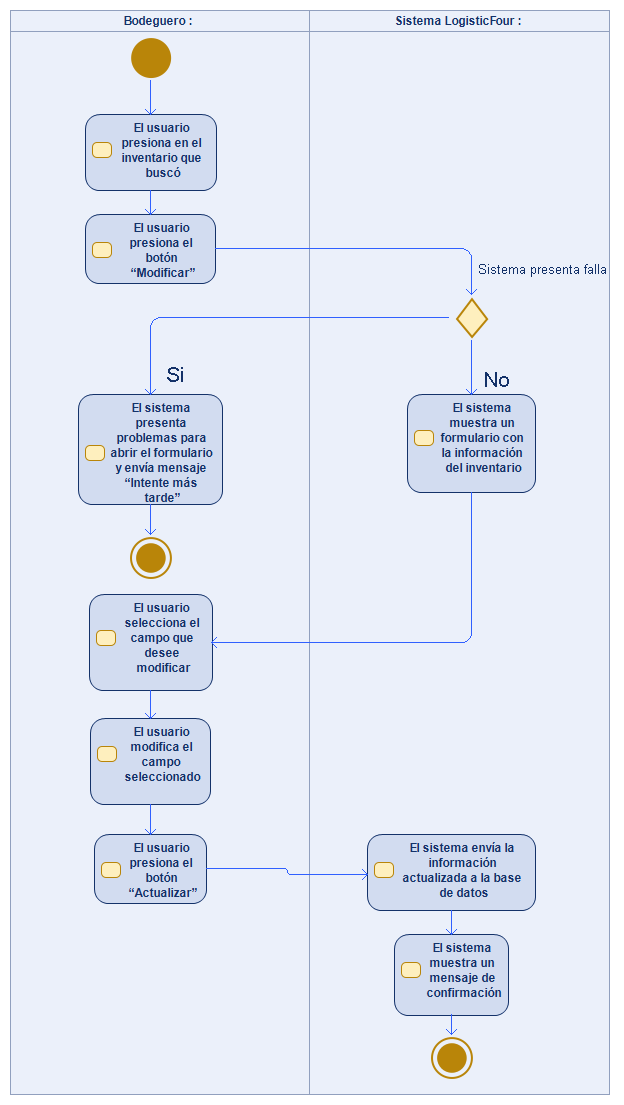 Bodeguero :
Sistema LogisticFour :
El usuario
presiona en el
inventario que
buscó
El usuario
presiona el
botón
“Modificar”
Sistema presenta falla
Si
No
El sistema
presenta
problemas para
abrir el formulario
y envía mensaje
“Intente más
tarde”
El sistema
muestra un
formulario con
la información
del inventario
El usuario
selecciona el
campo que
desee
modificar
El usuario
modifica el
campo
seleccionado
El usuario
presiona el
botón
“Actualizar”
El sistema envía la
información
actualizada a la base
de datos
El sistema
muestra un
mensaje de
confirmación